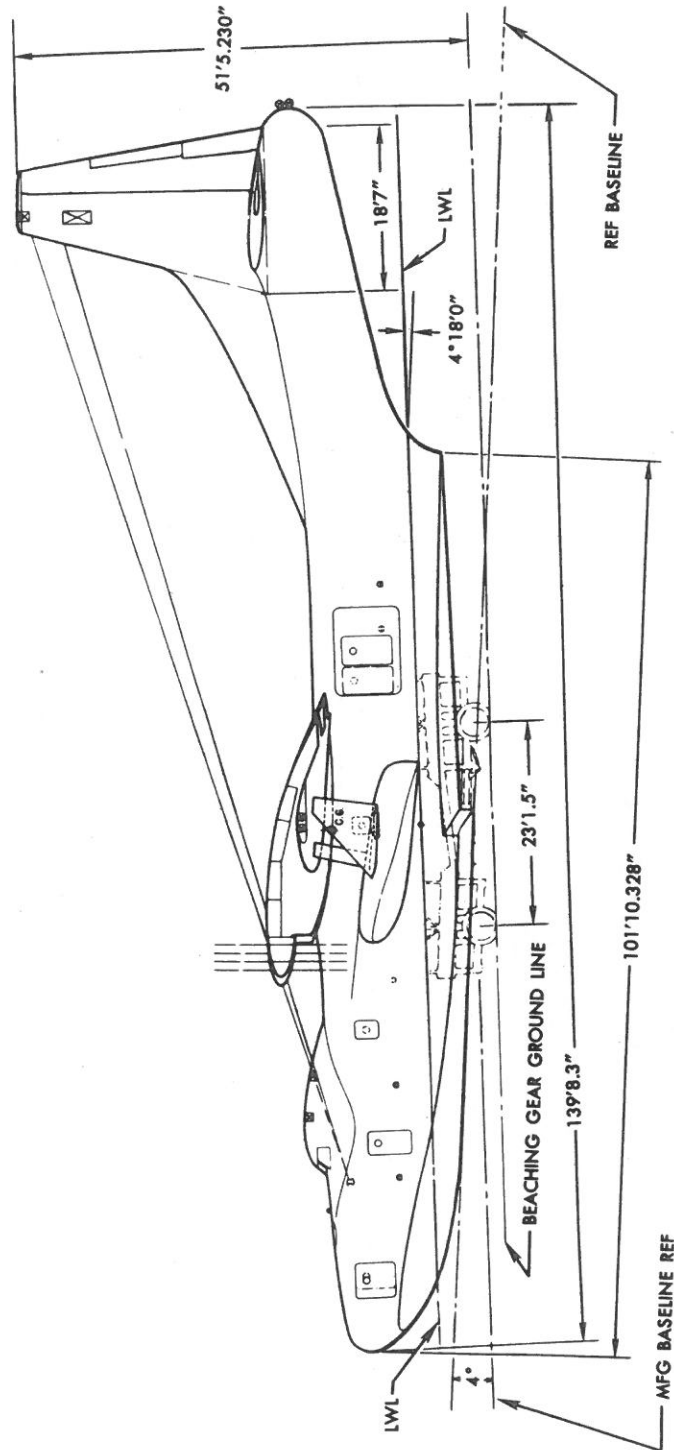 51'5.230"
18'7"
LWL
4°18'0"
REF BASELINE
C.G.
23'1.5"
101'10.328"
139'8.3"
BEACHING GEAR GROUND LINE
LWL
4°
MFG BASELINE REF